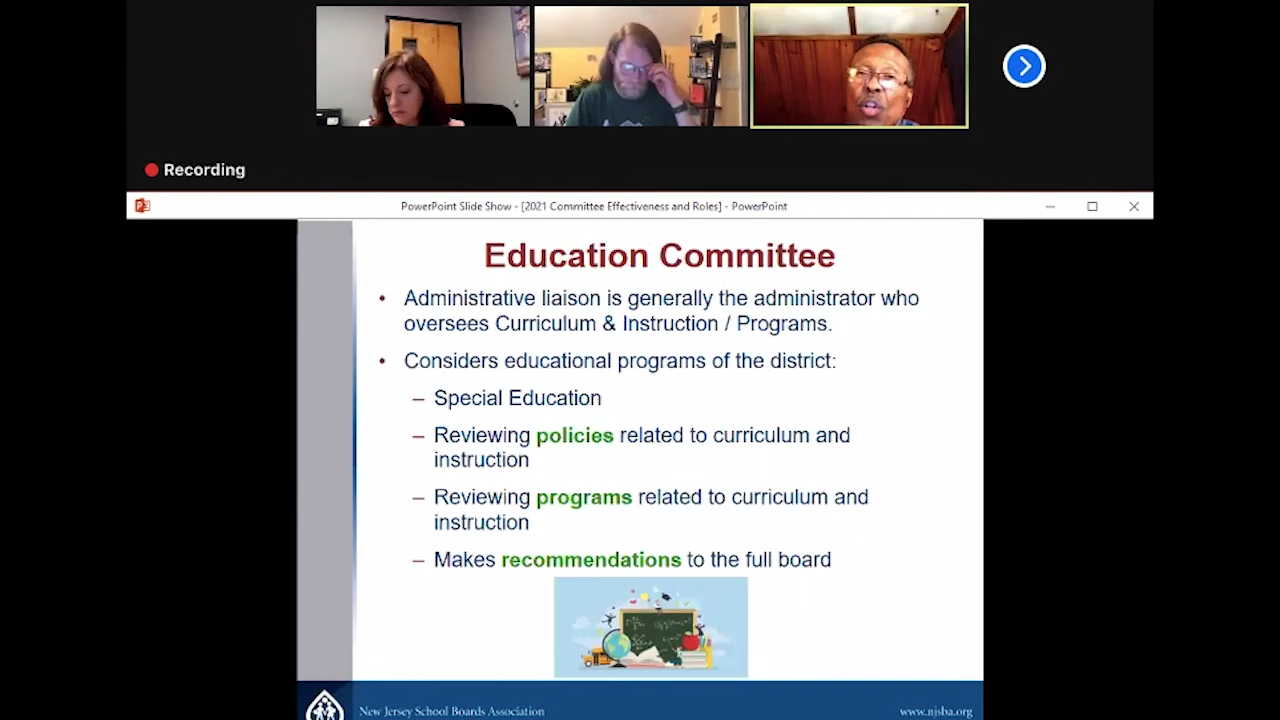 Recording
PowerPoint Slide Show - [2021 Committee Effectiveness and Roles] - PowerPoint
Education Committee
• Administrative liaison is generally the administrator who
oversees Curriculum & Instruction / Programs.
• Considers educational programs of the district:
– Special Education
– Reviewing policies related to curriculum and
instruction
– Reviewing programs related to curriculum and
instruction
– Makes recommendations to the full board
New Jersey School Boards Association
www.njsba.org